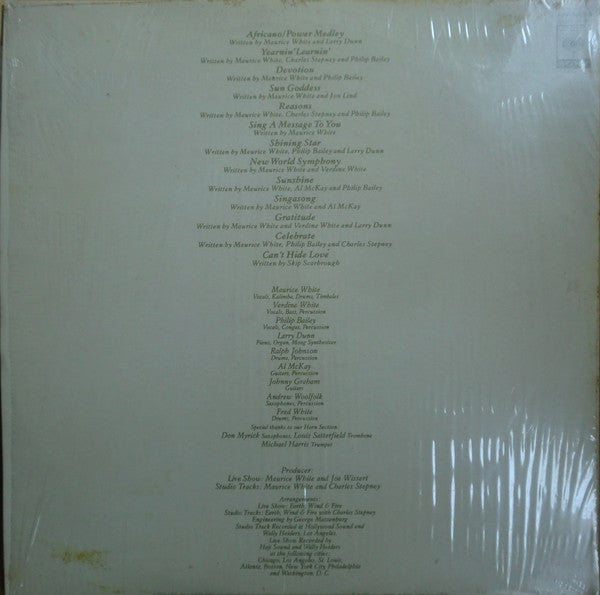 Africano/Power Medley
Written by Maurice White and Larry Dunn
Yearnin' Learnin'
Written by Maurice White, Charles Stepney and Philip Bailey
Devotion
Written by Maurice White and Philip Bailey
Sun Goddess
Written by Maurice White and Jon Lind
Reasons
Written by Maurice White, Charles Stepney and Philip Bailey
Sing A Message To You
Written by Maurice White
Shining Star
Written by Maurice White, Philip Bailey and Larry Dunn
New World Symphony
Written by Maurice White and Verdine White
Sunshine
Written by Maurice White, Al McKay and Philip Bailey
Singasong
Written by Maurice White and Al McKay
Gratitude
Written by Maurice White and Verdine White and Larry Dunn
Celebrate
Written by Maurice White, Philip Bailey and Charles Stepney
Can't Hide Love
Written by Skip Scarbrough
Maurice White
Vocals, Kalimba, Drums, Timbales
Verdine White
Vocals, Bass, Percussion
Philip Bailey
Vocals, Congas, Percussion
Larry Dunn
Piano, Organ, Moog Synthesizer
Ralph Johnson
Drums, Percussion
Al McKay
Guitars, Percussion
Johnny Graham
Guitars
Andrew Woolfolk
Saxophones, Percussion
Fred White
Drums, Percussion
Special thanks to our Horn Section
Don Myrick Saxophones, Louis Satterfield Trombone
Michael Harris Trumpet
Producer:
Live Show: Maurice White and Joe Wissert
Studio Tracks: Maurice White and Charles Stepney
Arrangements:
Live Show: Earth, Wind & Fire
Studio Tracks: Earth, Wind & Fire with Charles Stepney
Engineering by George Massenburg
Studio Track Recorded at Hollywood Sound and
Wally Heiders, Los Angeles.
Live Show Recorded by
Haji Sound and Wally Heiders
at the following cities:
Chicago, Los Angeles, St. Louis,
Atlanta, Boston, New York City, Philadelphia
and Washington, D.C.